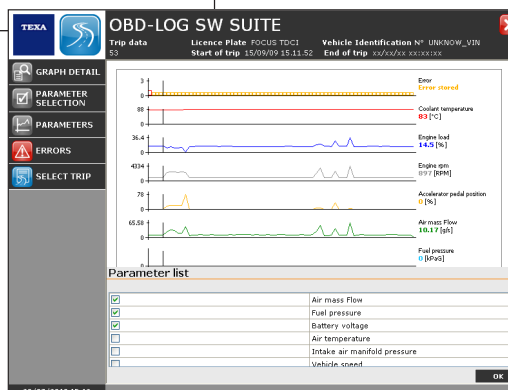 TEXA
OBD-LOG SW SUITE
Trip data
Licence Plate FOCUS TDCI
Vehicle Identification N° UNKNOW_VIN
53
Start of trip 15/09/09 15.11.52
End of trip xx/xx/xx xx:xx:xx
GRAPH DETAIL
PARAMETER SELECTION
PARAMETERS
ERRORS
SELECT TRIP
3
0
Error
Error stored
88
0
Coolant temperature
83 [°C]
36.4
0
Engine load
14.5 [%]
4334
0
Engine rpm
897 [RPM]
78
0
Accelerator pedal position
0 [%]
65.58
0
Air mass Flow
10.17 [g/s]
0
Fuel pressure
0 [kPaG]
Parameter list
Air mass Flow
Fuel pressure
Battery voltage
Air temperature
Intake air manifold pressure
Vehicle speed
OK